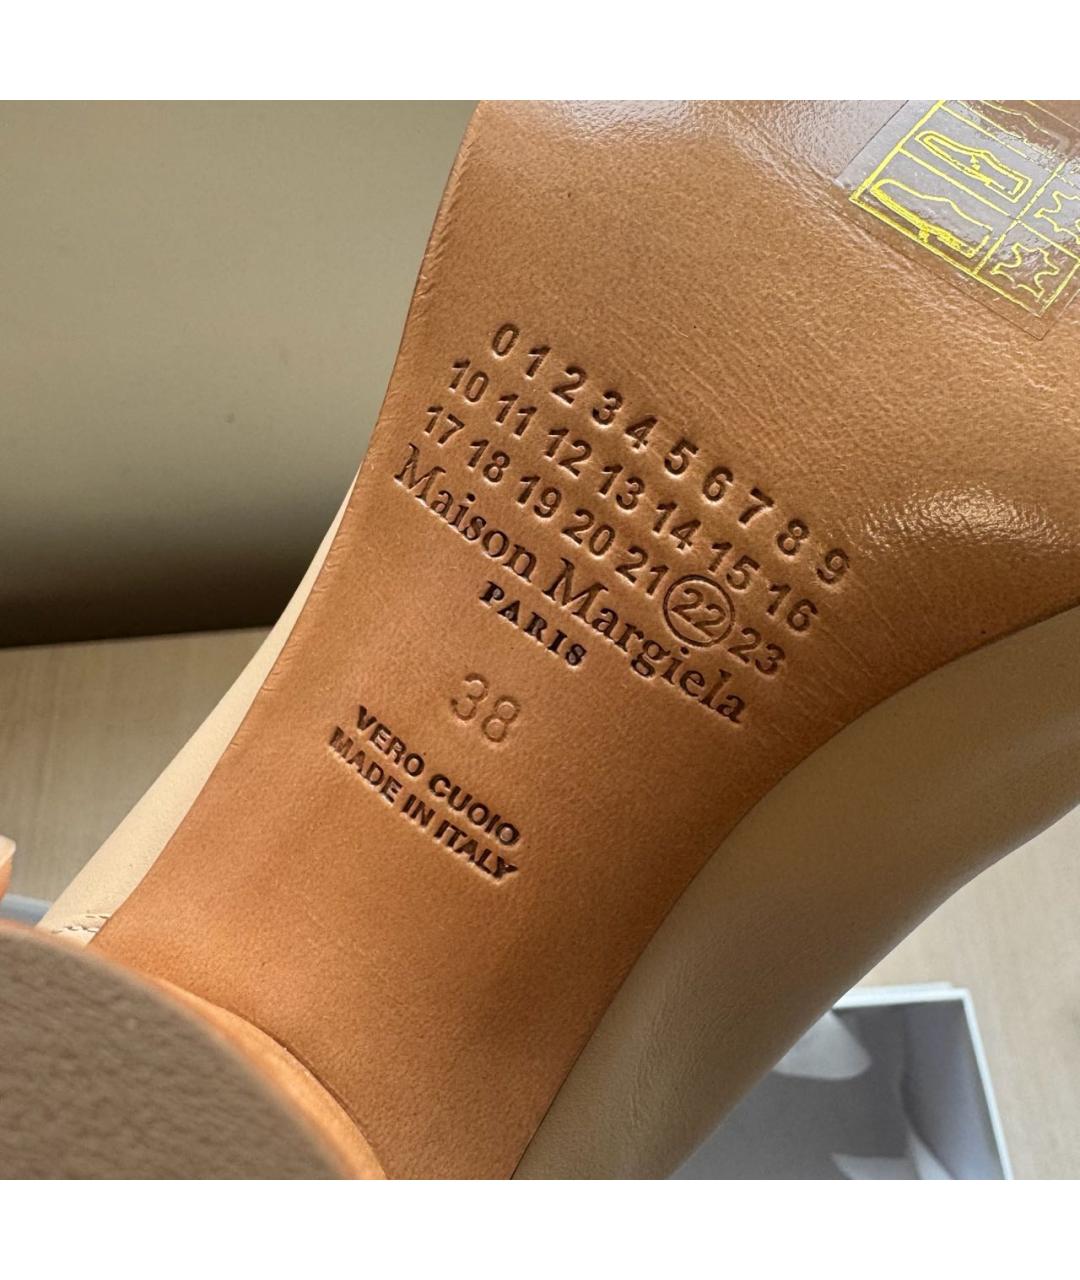 0 1 2 3 4 5 6 7 8 9
10 11 12 13 14 15 16
17 18 19 20 21 22 23
Maison Margiela
PARIS
38
VERO CUOIO
MADE IN ITALY